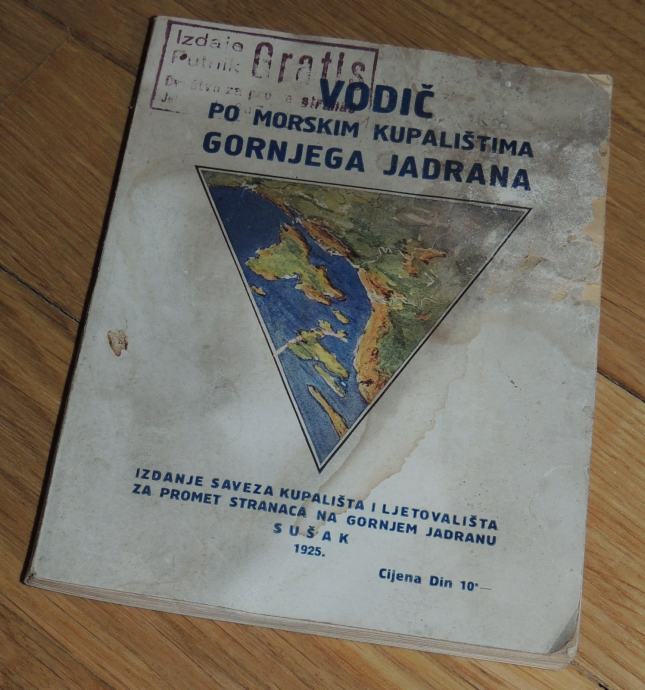 Izdaje
Putnik Gratis
stranac
VODIČ
PO MORSKIM KUPALIŠTIMA
GORNJEGA JADRANA
IZDANJE SAVEZA KUPALIŠTA I LJETOVALIŠTA
ZA PROMET STRANACA NA GORNJEM JADRANU
SUŠAK
1925.
Cijena Din 10·—